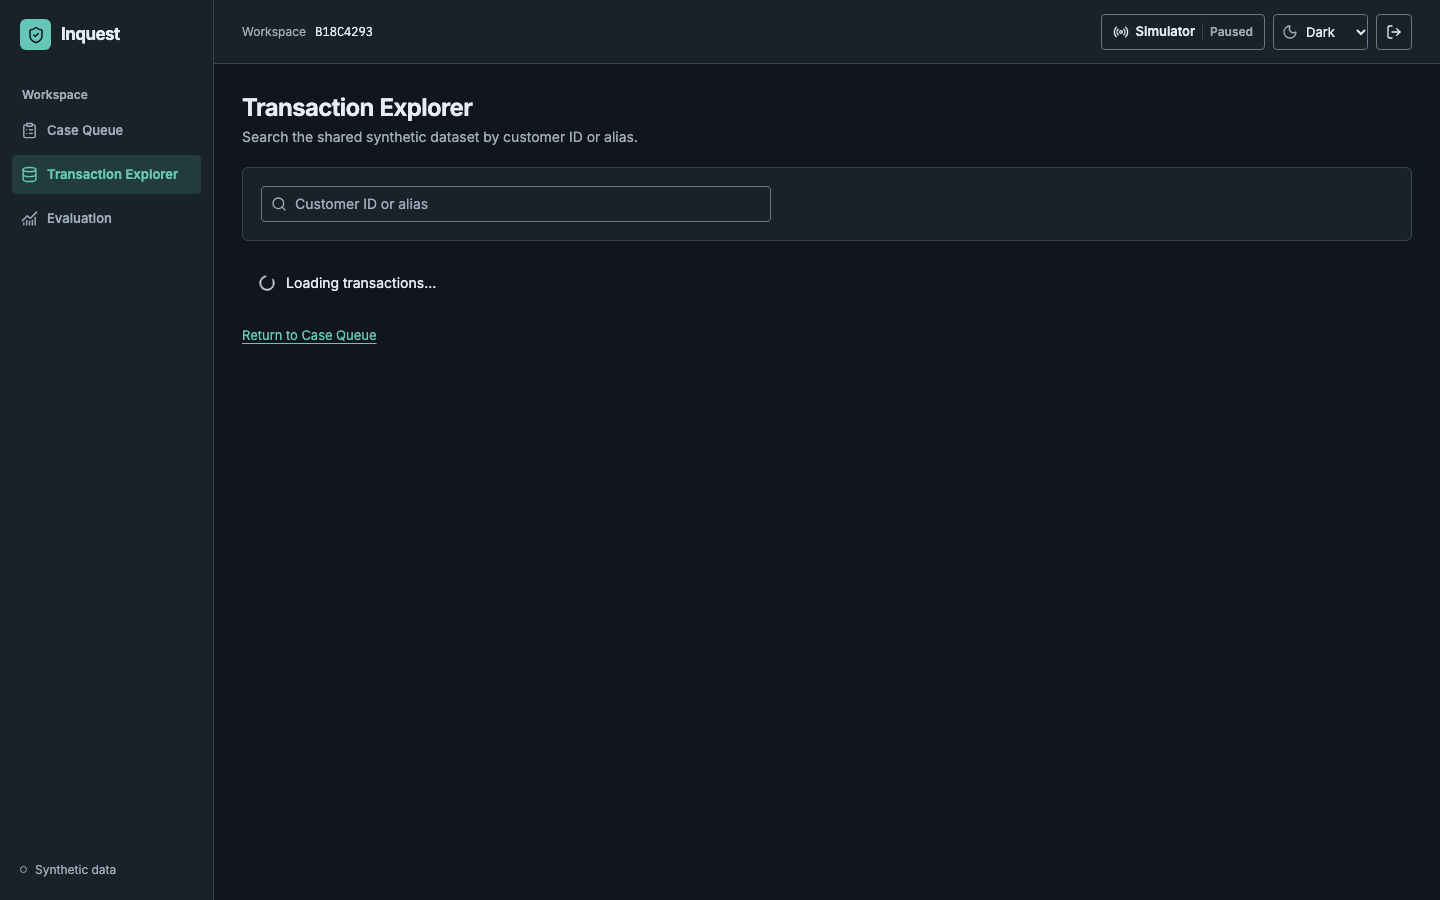 Inquest
Workspace
Case Queue
Transaction Explorer
Evaluation
Synthetic data
Workspace B18C4293
Simulator Paused
Dark
Transaction Explorer
Search the shared synthetic dataset by customer ID or alias.
Customer ID or alias
Loading transactions...
Return to Case Queue